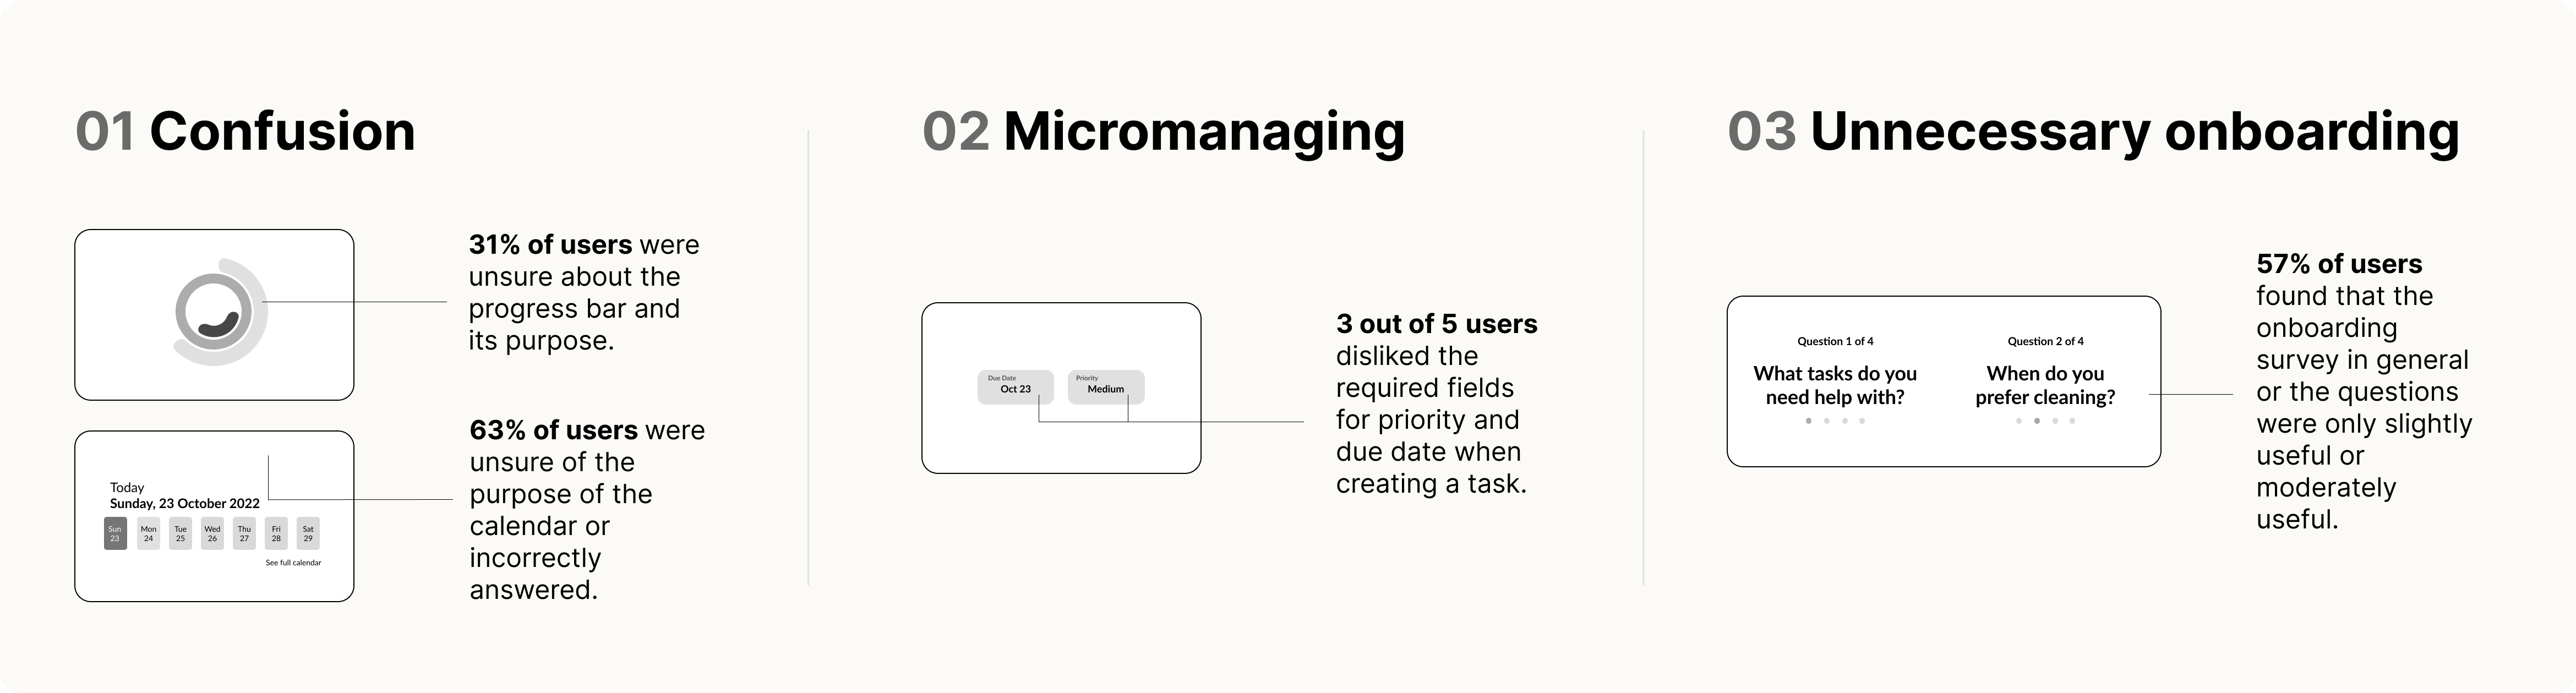 01 Confusion
31% of users were
unsure about the
progress bar and
its purpose.
Today
Sunday, 23 October 2022
Sun Mon Tue Wed Thu Fri Sat
23 24 25 26 27 28 29
See full calendar
63% of users were
unsure of the
purpose of the
calendar or
incorrectly
answered.
02 Micromanaging
Due Date Priority
Oct 23 Medium
3 out of 5 users
disliked the
required fields
for priority and
due date when
creating a task.
03 Unnecessary onboarding
Question 1 of 4
What tasks do you
need help with?
Question 2 of 4
When do you
prefer cleaning?
57% of users
found that the
onboarding
survey in general
or the questions
were only slightly
useful or
moderately
useful.